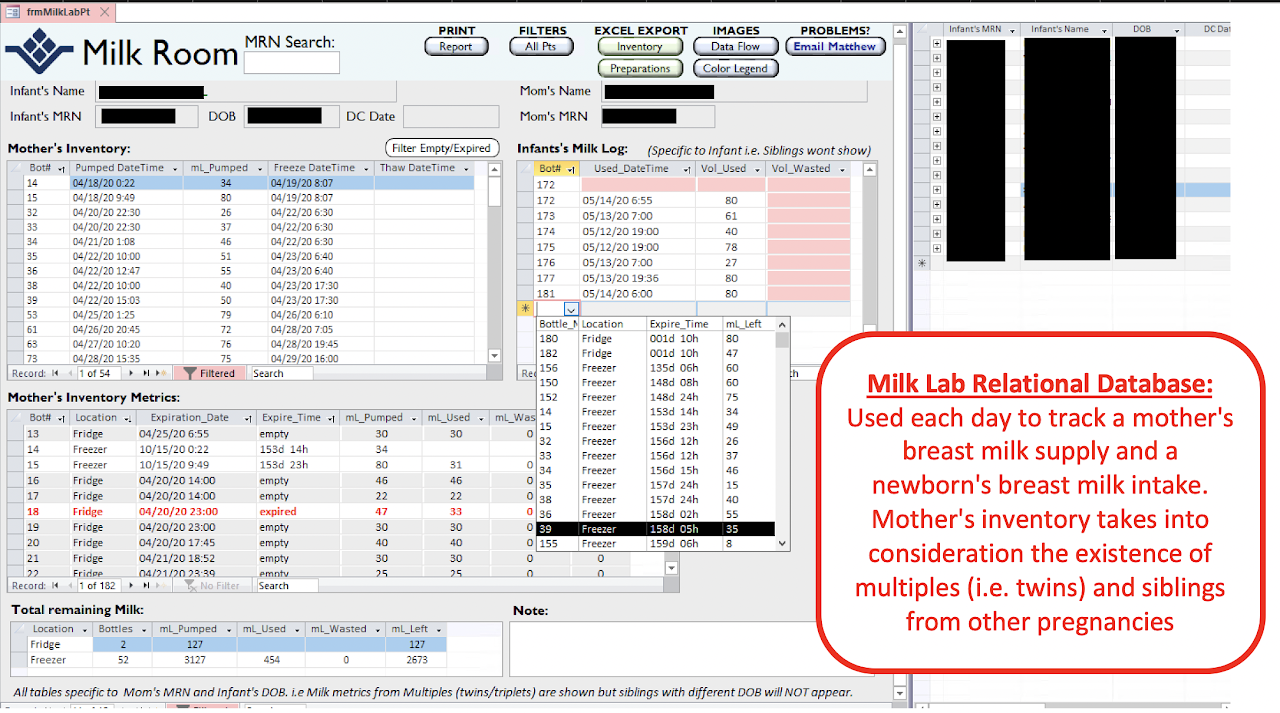 frmMilkLabPt
Milk Room
MRN Search:
PRINT
Report
FILTERS
All Pts
EXCEL EXPORT
Inventory
Preparations
IMAGES
Data Flow
Color Legend
PROBLEMS?
Email Matthew
Infant's Name
Mom's Name
Infant's MRN DOB DC Date
Mom's MRN
Mother's Inventory:
Filter Empty/Expired
Bot# Pumped DateTime mL_Pumped Freeze DateTime Thaw DateTime
14 04/18/20 0:22 34 04/19/20 8:07
15 04/18/20 9:49 80 04/19/20 8:07
32 04/20/20 22:30 26 04/22/20 6:30
33 04/20/20 22:30 37 04/22/20 6:30
34 04/21/20 1:08 46 04/22/20 6:30
35 04/22/20 10:00 51 04/23/20 6:40
36 04/22/20 12:47 55 04/23/20 6:40
38 04/22/20 10:00 40 04/23/20 17:30
39 04/22/20 15:03 50 04/23/20 17:30
53 04/25/20 1:25 79 04/26/20 6:10
61 04/26/20 20:45 72 04/28/20 7:05
63 04/27/20 10:20 76 04/28/20 19:45
73 04/28/20 15:35 75 04/29/20 16:00
Record: 1 of 54 Filtered Search
Infants's Milk Log:
(Specific to Infant i.e. Siblings wont show)
Bot# Used_DateTime Vol_Used Vol_Wasted
172
172 05/14/20 6:55 80
173 05/13/20 7:00 61
174 05/12/20 19:00 40
175 05/12/20 19:00 78
176 05/13/20 7:00 27
177 05/13/20 19:36 80
181 05/14/20 6:00 80
Location Expire_Time mL_Left
180 Fridge 001d 10h 80
182 Fridge 001d 10h 47
156 Freezer 135d 06h 60
150 Freezer 148d 08h 60
152 Freezer 148d 24h 75
14 Freezer 153d 14h 34
15 Freezer 153d 23h 49
32 Freezer 156d 12h 26
33 Freezer 156d 12h 37
34 Freezer 156d 15h 46
35 Freezer 157d 24h 15
38 Freezer 157d 24h 40
36 Freezer 158d 02h 55
39 Freezer 158d 05h 35
155 Freezer 159d 06h 8
Mother's Inventory Metrics:
Bot# Location Expiration_Date Expire_Time mL_Pumped mL_Used mL_Was
13 Fridge 04/25/20 6:55 empty 30 30 0
14 Freezer 10/15/20 0:22 153d 14h 34
15 Freezer 10/15/20 9:49 153d 23h 80 31 0
16 Fridge 04/20/20 14:00 empty 46 46 0
17 Fridge 04/20/20 14:00 empty 22 22 0
18 Fridge 04/20/20 23:00 expired 47 33 0
19 Fridge 04/20/20 23:00 empty 30 30 0
20 Fridge 04/20/20 17:45 empty 40 40 0
21 Fridge 04/21/20 18:52 empty 30 30 0 0
22 Fridge 04/21/20 23:39 empty 25 25 0 0
Record: 1 of 182 No Filter Search
Total remaining Milk:
Location Bottles mL_Pumped mL_Used mL_Wasted mL_Left
Fridge 2 127 127
Freezer 52 3127 454 0 2673
Note:
All tables specific to Mom's MRN and Infant's DOB. i.e Milk metrics from Multiples (twins/triplets) are shown but siblings with different DOB will NOT appear.
Infant's MRN Infant's Name DOB DC Dat
Milk Lab Relational Database:
Used each day to track a mother's
breast milk supply and a
newborn's breast milk intake.
Mother's inventory takes into
consideration the existence of
multiples (i.e. twins) and siblings
from other pregnancies